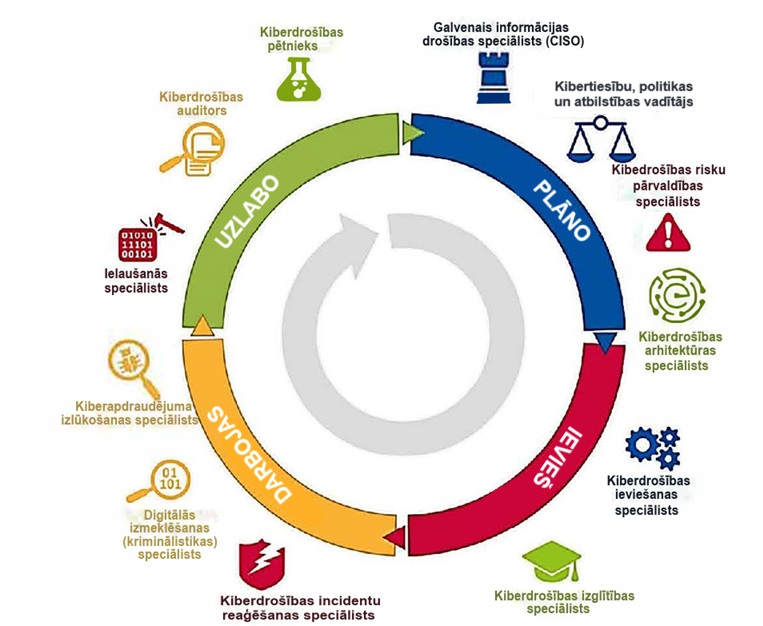 Galvenais informācijas
drošības speciālists (CISO)
Kibertiesību, politikas
un atbilstības vadītājs
Kibedrošības risku
pārvaldības
speciālists
Kiberdrošības
arhitektūras
speciālists
Kiberdrošības
ieviešanas
speciālists
Kiberdrošības izglītības
speciālists
Kiberdrošības incidentu
reaģēšanas speciālists
Digitālās
izmeklēšanas
(kriminālistikas)
speciālists
01
101
Kiberapdraudējuma
izlūkošanas speciālists
Ielaušanās
speciālists
01010
11101
00101
Kiberdrošības
auditors
Kiberdrošības
pētnieks
PLĀNO
IEVIEŠ
DARBOJAS
UZLABO